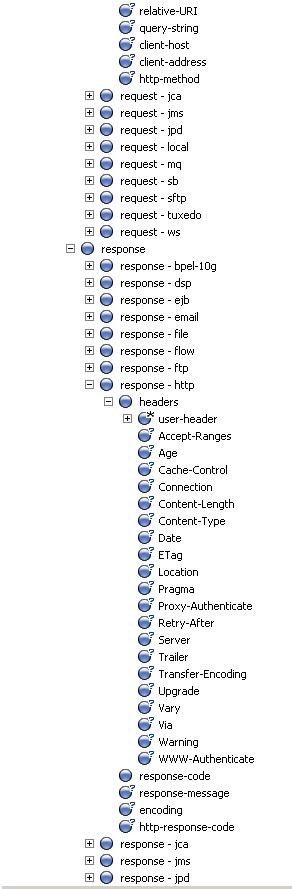 relative-URI
query-string
client-host
client-address
http-method
request - jca
request - jms
request - jpd
request - local
request - mq
request - sb
request - sftp
request - tuxedo
request - ws
response
response - bpel-10g
response - dsp
response - ejb
response - email
response - file
response - flow
response - ftp
response - http
headers
user-header
Accept-Ranges
Age
Cache-Control
Connection
Content-Length
Content-Type
Date
ETag
Location
Pragma
Proxy-Authenticate
Retry-After
Server
Trailer
Transfer-Encoding
Upgrade
Vary
Via
Warning
WWW-Authenticate
response-code
response-message
encoding
http-response-code
response - jca
response - jms
response - jpd